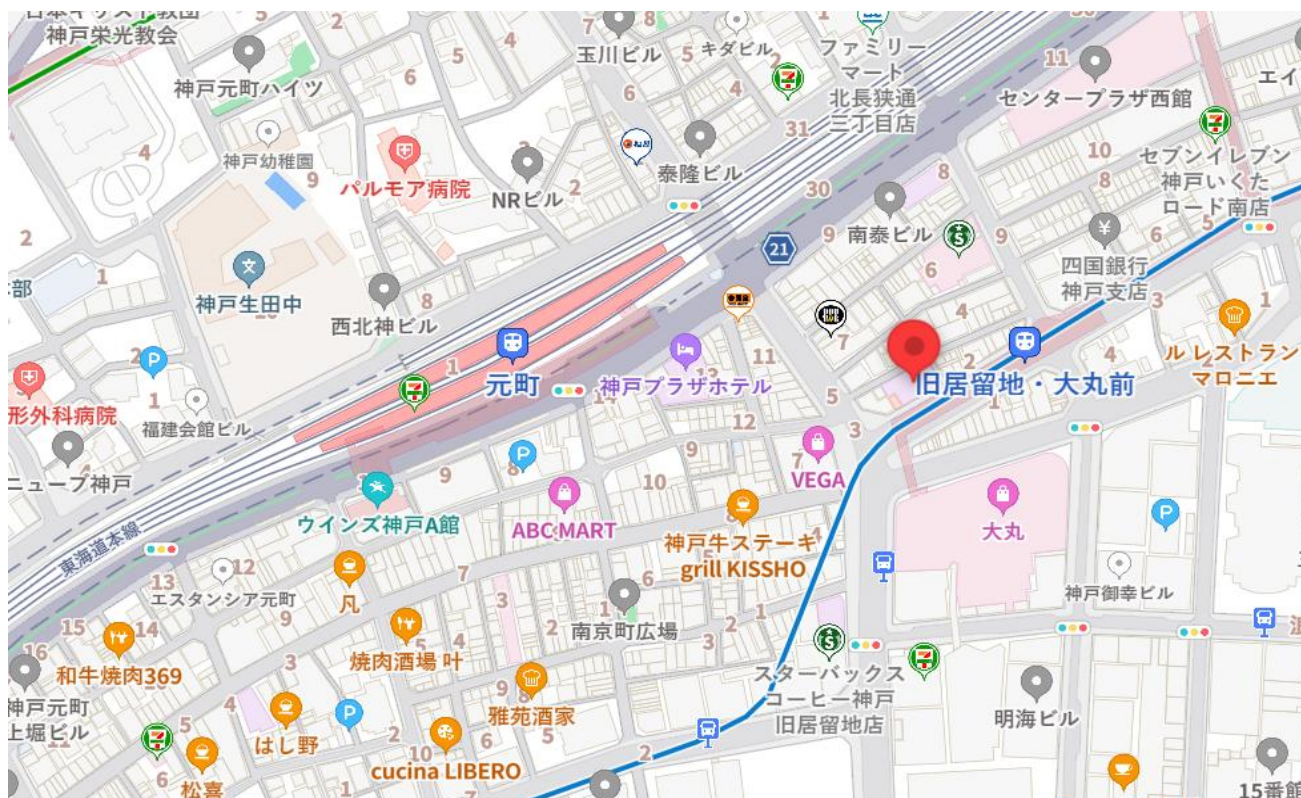 日本キリスト教団
神戸栄光教会
神戸元町ハイツ
7
8
玉川ビル
5
キダビル
ファミリー
マート
北長狭通
三丁目店
11
センタープラザ西館
エイ
神戸幼稚園
パルモア病院
NRビル
泰隆ビル
31
30
セブンイレブン
神戸いくた
ロード南店
神戸生田中
西北神ビル
21
南泰ビル
四国銀行
神戸支店
元町
神戸プラザホテル
旧居留地・大丸前
ル レストラン
マロニエ
形外科病院
福建会館ビル
ニューブ神戸
VEGA
ウインズ神戸A館
ABC MART
神戸牛ステーキ
grill KISSHO
大丸
東海道本線
エスタンシア元町
凡
南京町広場
神戸御幸ビル
和牛焼肉369
焼肉酒場 叶
雅苑酒家
スターバックス
コーヒー神戸
旧居留地店
明海ビル
神戸元町
上堀ビル
はし野
cucina LIBERO
松喜
15番館